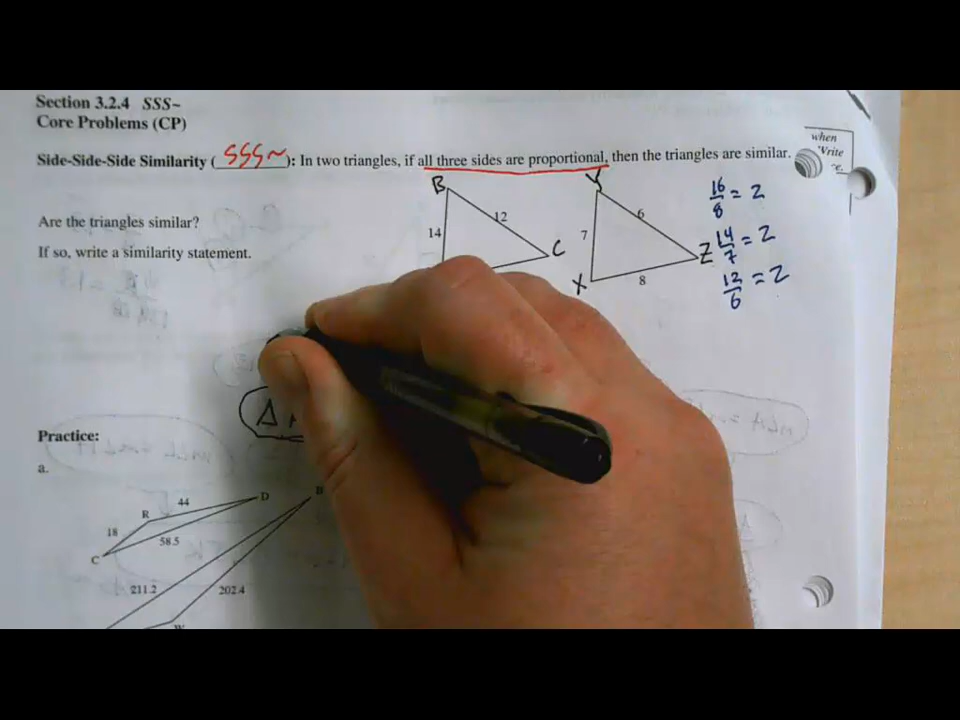 Section 3.2.4 SSS~
Core Problems (CP)
when
Write
Side-Side-Side Similarity ( SSS~ ): In two triangles, if all three sides are proportional, then the triangles are similar.
B
Y
16/8 = 2
12
6
Are the triangles similar?
14
7
14/7 = 2
If so, write a similarity statement.
C
Z
X
8
12/6 = 2
Δ
Practice:
a.
44
D
B
R
18
58.5
C
211.2
202.4
W